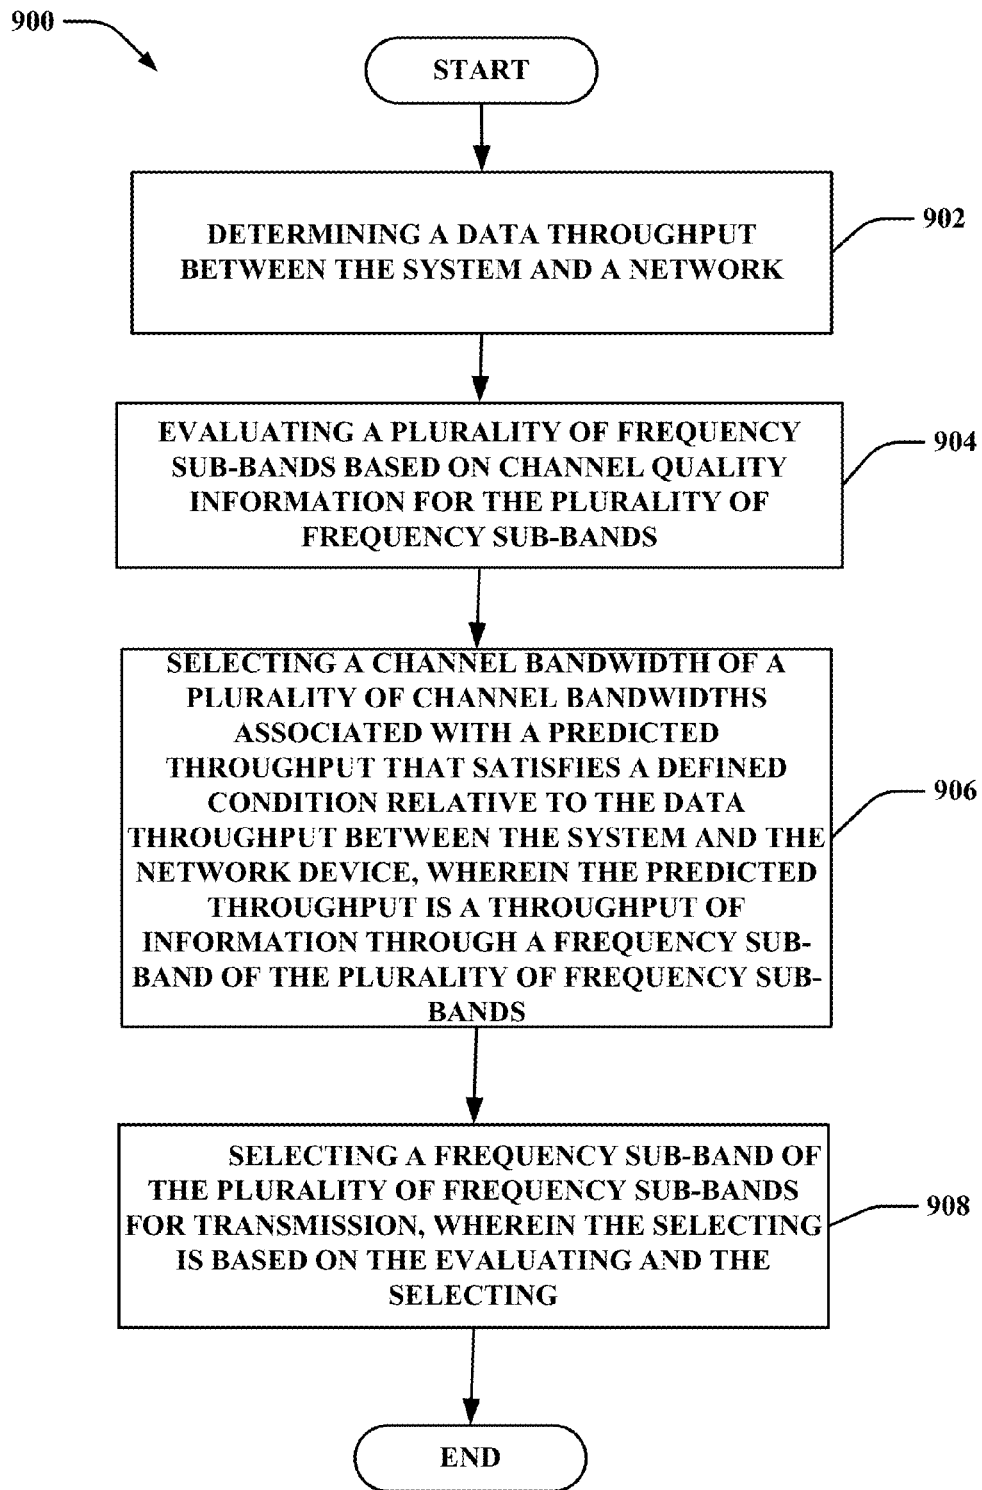 900
START
DETERMINING A DATA THROUGHPUT
BETWEEN THE SYSTEM AND A NETWORK
902
EVALUATING A PLURALITY OF FREQUENCY
SUB-BANDS BASED ON CHANNEL QUALITY
INFORMATION FOR THE PLURALITY OF
FREQUENCY SUB-BANDS
904
SELECTING A CHANNEL BANDWIDTH OF A
PLURALITY OF CHANNEL BANDWIDTHS
ASSOCIATED WITH A PREDICTED
THROUGHPUT THAT SATISFIES A DEFINED
CONDITION RELATIVE TO THE DATA
THROUGHPUT BETWEEN THE SYSTEM AND THE
NETWORK DEVICE, WHEREIN THE PREDICTED
THROUGHPUT IS A THROUGHPUT OF
INFORMATION THROUGH A FREQUENCY SUB-
BAND OF THE PLURALITY OF FREQUENCY SUB-
BANDS
906
SELECTING A FREQUENCY SUB-BAND OF
THE PLURALITY OF FREQUENCY SUB-BANDS
FOR TRANSMISSION, WHEREIN THE SELECTING
IS BASED ON THE EVALUATING AND THE
SELECTING
908
END